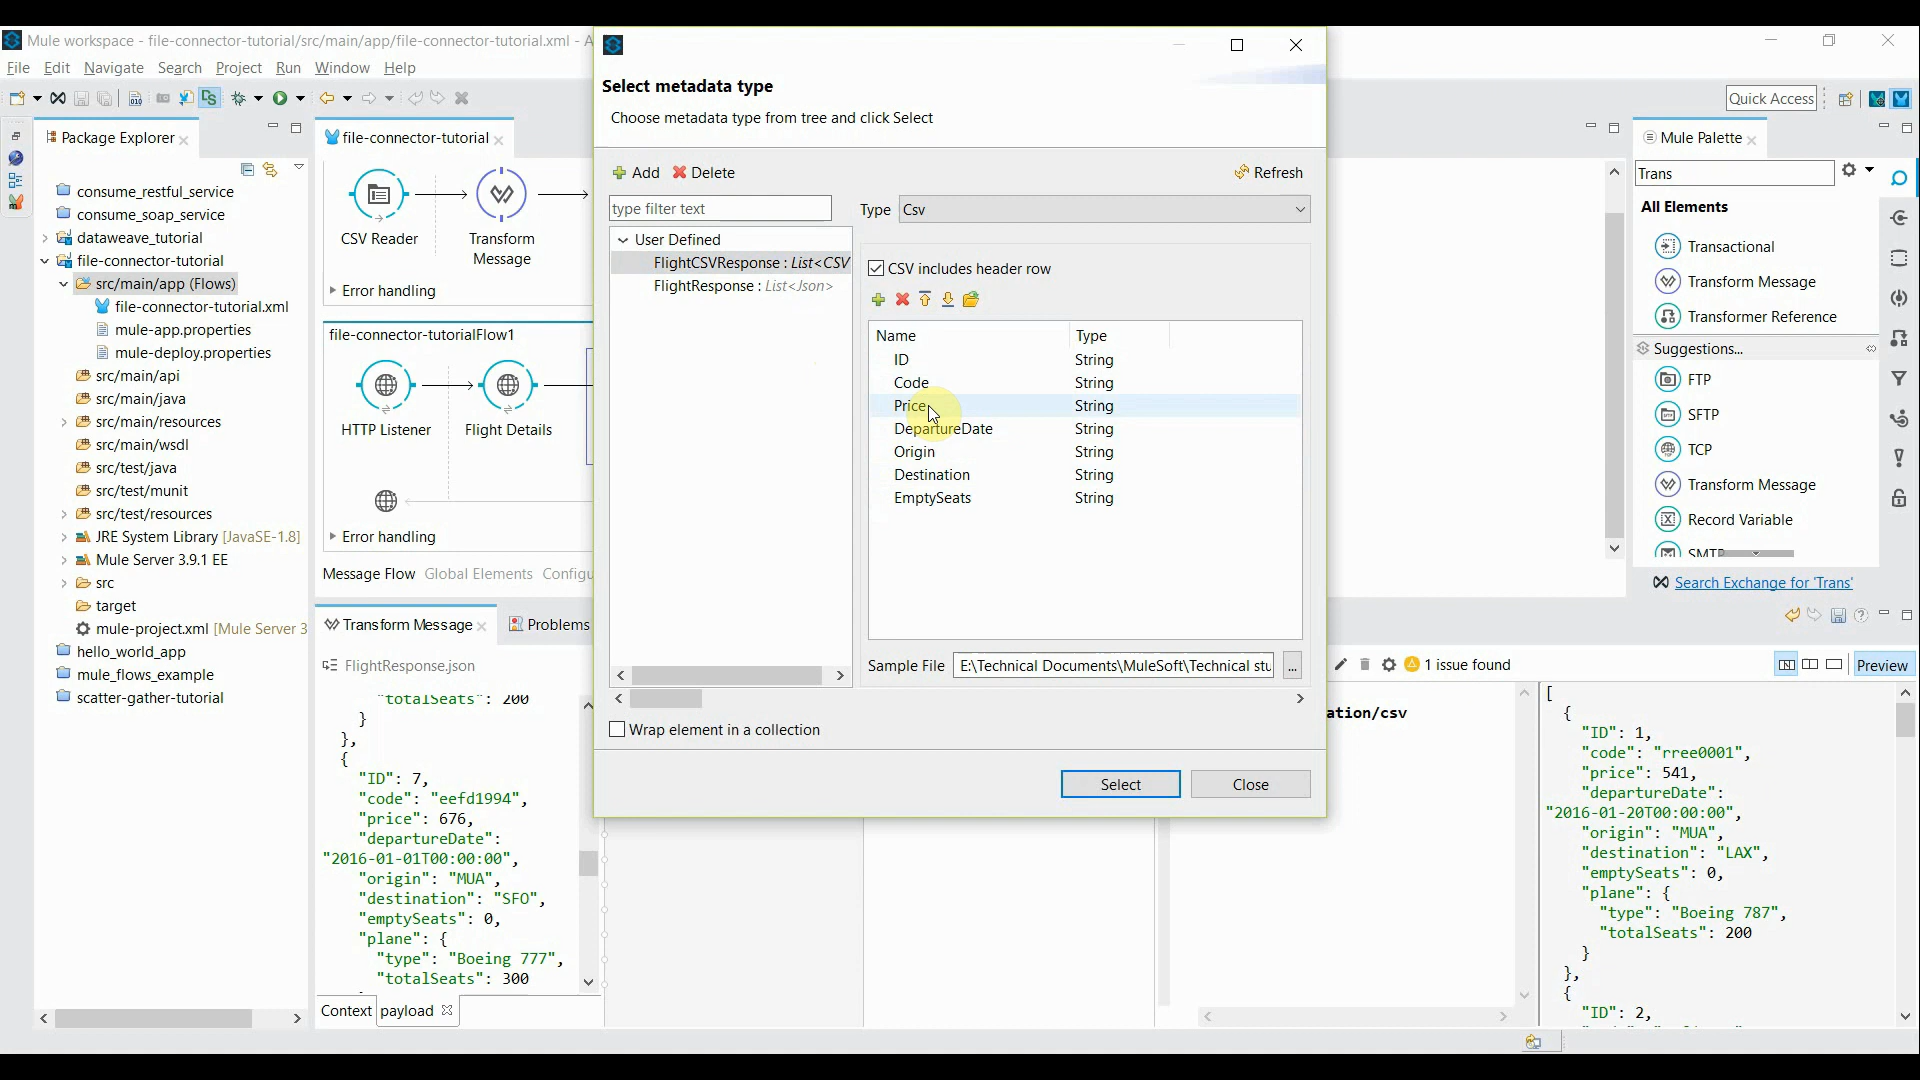 Mule workspace - file-connector-tutorial/src/main/app/file-connector-tutorial.xml - A
File Edit Navigate Search Project Run Window Help
Quick Access
Package Explorer
consume_restful_service
consume_soap_service
dataweave_tutorial
file-connector-tutorial
src/main/app (Flows)
file-connector-tutorial.xml
mule-app.properties
mule-deploy.properties
src/main/api
src/main/java
src/main/resources
src/main/wsdl
src/test/java
src/test/munit
src/test/resources
JRE System Library [JavaSE-1.8]
Mule Server 3.9.1 EE
src
target
mule-project.xml [Mule Server 3
hello_world_app
mule_flows_example
scatter-gather-tutorial
file-connector-tutorial
CSV Reader
Transform
Message
Error handling
file-connector-tutorialFlow1
HTTP Listener
Flight Details
Error handling
Message Flow Global Elements Configu
Transform Message
Problems
FlightResponse.json
"totalSeats": 200
}
},
{
"ID": 7,
"code": "eefd1994",
"price": 676,
"departureDate":
"2016-01-01T00:00:00",
"origin": "MUA",
"destination": "SFO",
"emptySeats": 0,
"plane": {
"type": "Boeing 777",
"totalSeats": 300
Context payload
Select metadata type
Choose metadata type from tree and click Select
Add Delete Refresh
type filter text
Type Csv
User Defined
FlightCSVResponse : List<CSV
FlightResponse : List<Json>
CSV includes header row
Name Type
ID String
Code String
Price String
DepartureDate String
Origin String
Destination String
EmptySeats String
Sample File E:\Technical Documents\MuleSoft\Technical stu ...
Wrap element in a collection
Select Close
Mule Palette
Trans
All Elements
Transactional
Transform Message
Transformer Reference
Suggestions...
FTP
SFTP
TCP
Transform Message
Record Variable
SMTP
Search Exchange for 'Trans'
1 issue found
Preview
ation/csv
[
{
"ID": 1,
"code": "rree0001",
"price": 541,
"departureDate":
"2016-01-20T00:00:00",
"origin": "MUA",
"destination": "LAX",
"emptySeats": 0,
"plane": {
"type": "Boeing 787",
"totalSeats": 200
}
},
{
"ID": 2,